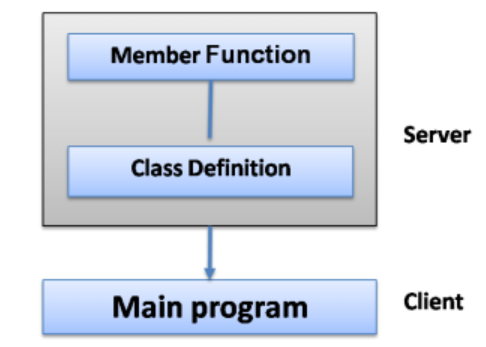 Member Function
Server
Class Definition
Main program
Client